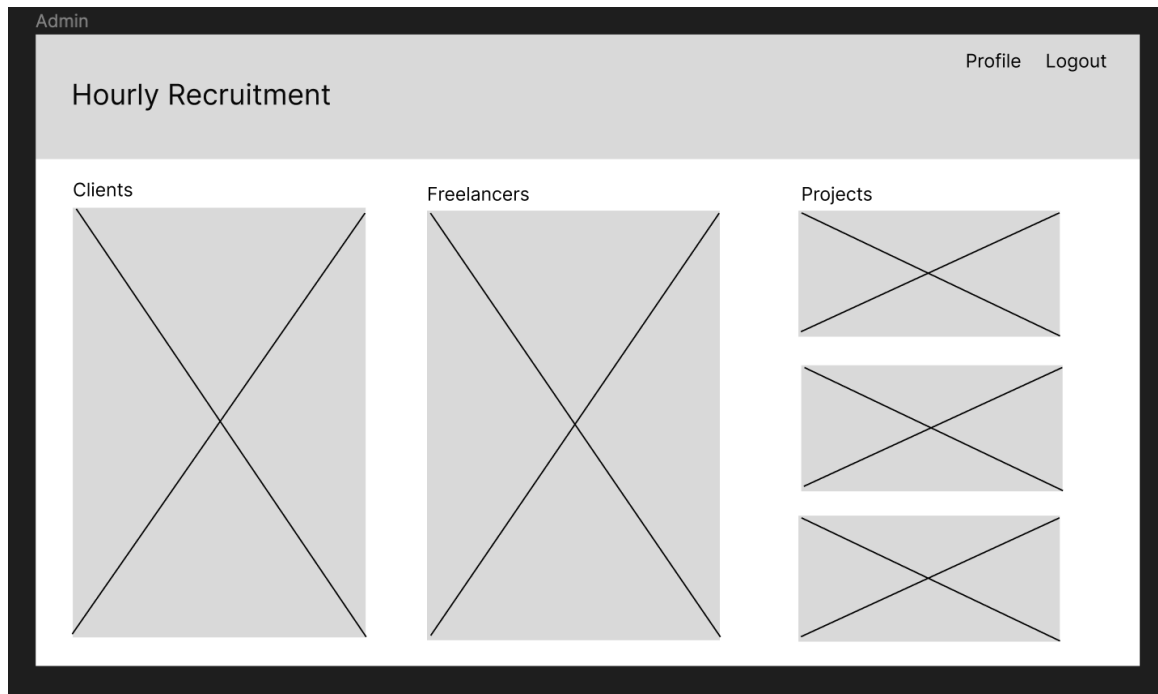 Admin
Profile Logout
Hourly Recruitment
Clients
Freelancers
Projects